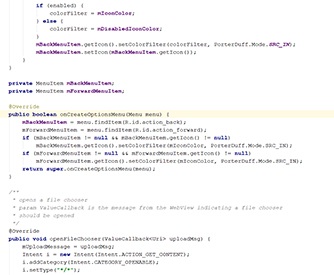 if (enabled) {
colorFilter = mIconColor;
} else {
colorFilter = mDisabledIconColor;
}
mBackMenuItem.getIcon().setColorFilter(colorFilter, PorterDuff.Mode.SRC_IN);
mBackMenuItem.setIcon(mBackMenuItem.getIcon());
}
}
private MenuItem mBackMenuItem;
private MenuItem mForwardMenuItem;
@Override
public boolean onCreateOptionsMenu(Menu menu) {
mBackMenuItem = menu.findItem(R.id.action_back);
mForwardMenuItem = menu.findItem(R.id.action_forward);
if (mBackMenuItem != null && mBackMenuItem.getIcon() != null)
mBackMenuItem.getIcon().setColorFilter(mIconColor, PorterDuff.Mode.SRC_IN);
if (mForwardMenuItem != null && mForwardMenuItem.getIcon() != null)
mForwardMenuItem.getIcon().setColorFilter(mIconColor, PorterDuff.Mode.SRC_IN);
return super.onCreateOptionsMenu(menu);
}
/**
* opens a file chooser
* param ValueCallback is the message from the WebView indicating a file chooser
* should be opened
*/
@Override
public void openFileChooser(ValueCallback<Uri> uploadMsg) {
mUploadMessage = uploadMsg;
Intent i = new Intent(Intent.ACTION_GET_CONTENT);
i.addCategory(Intent.CATEGORY_OPENABLE);
i.setType("*/*");